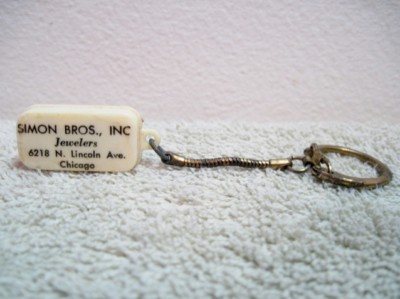 SIMON BROS., INC
Jewelers
6218 N. Lincoln Ave.
Chicago